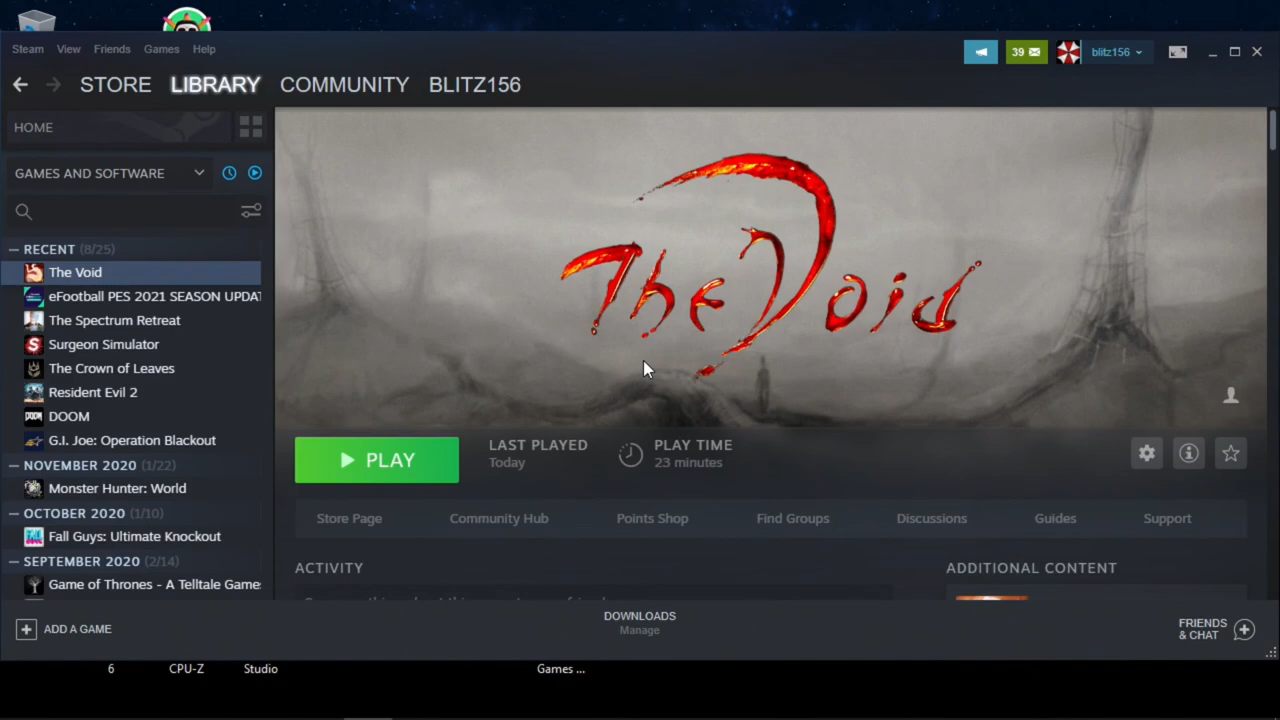 Steam View Friends Games Help
39
blitz156
STORE LIBRARY COMMUNITY BLITZ156
HOME
GAMES AND SOFTWARE
RECENT (8/25)
The Void
eFootball PES 2021 SEASON UPDAT
The Spectrum Retreat
Surgeon Simulator
The Crown of Leaves
Resident Evil 2
DOOM
G.I. Joe: Operation Blackout
NOVEMBER 2020 (1/22)
Monster Hunter: World
OCTOBER 2020 (1/10)
Fall Guys: Ultimate Knockout
SEPTEMBER 2020 (2/14)
Game of Thrones - A Telltale Games
The Void
PLAY
LAST PLAYED
Today
PLAY TIME
23 minutes
Store Page Community Hub Points Shop Find Groups Discussions Guides Support
ACTIVITY
ADDITIONAL CONTENT
ADD A GAME
DOWNLOADS
Manage
FRIENDS
& CHAT
6 CPU-Z Studio Games ...